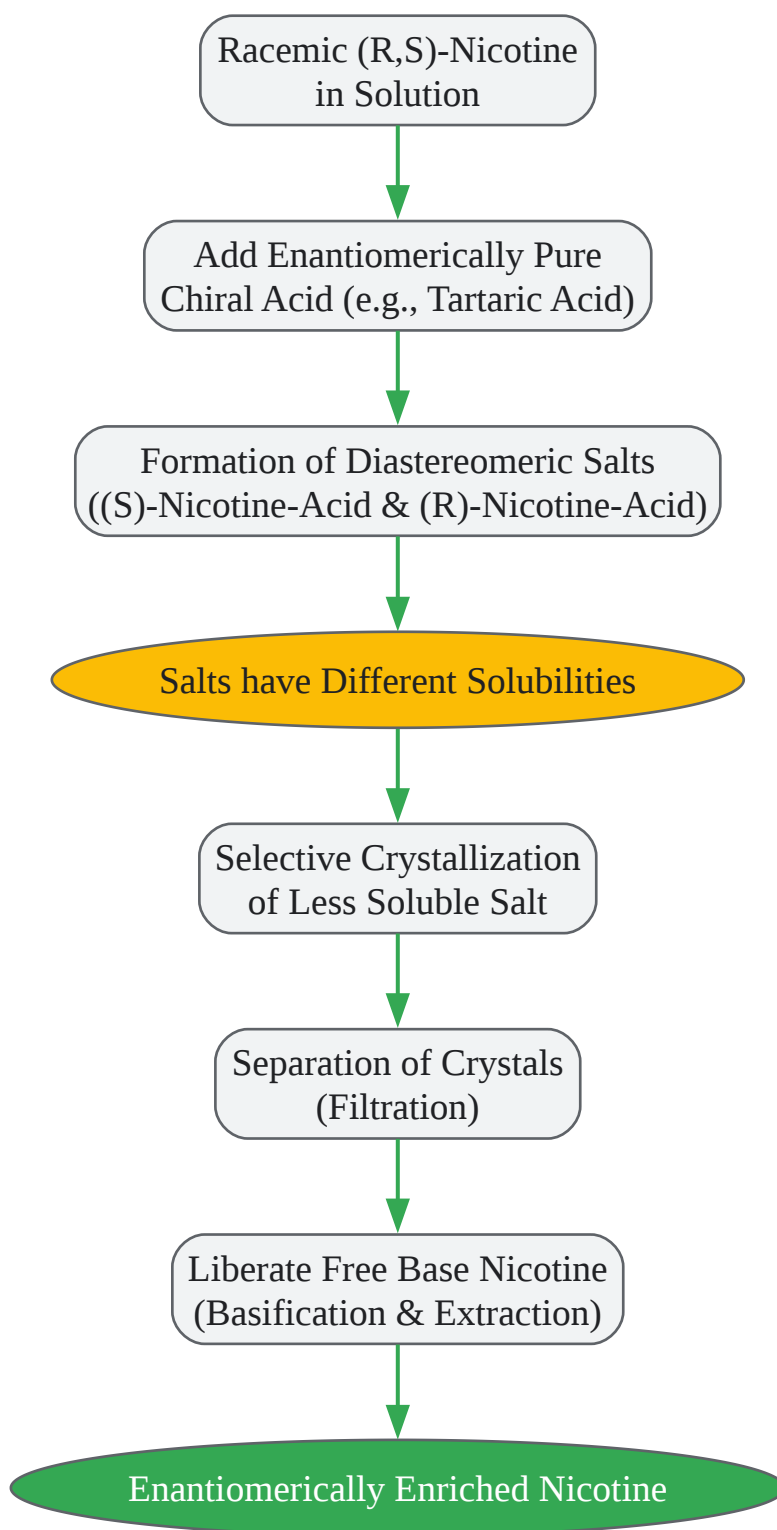 Racemic (R,S)-Nicotine
in Solution
Add Enantiomerically Pure
Chiral Acid (e.g., Tartaric Acid)
Formation of Diastereomeric Salts
((S)-Nicotine-Acid & (R)-Nicotine-Acid)
Salts have Different Solubilities
Selective Crystallization
of Less Soluble Salt
Separation of Crystals
(Filtration)
Liberate Free Base Nicotine
(Basification & Extraction)
Enantiomerically Enriched Nicotine